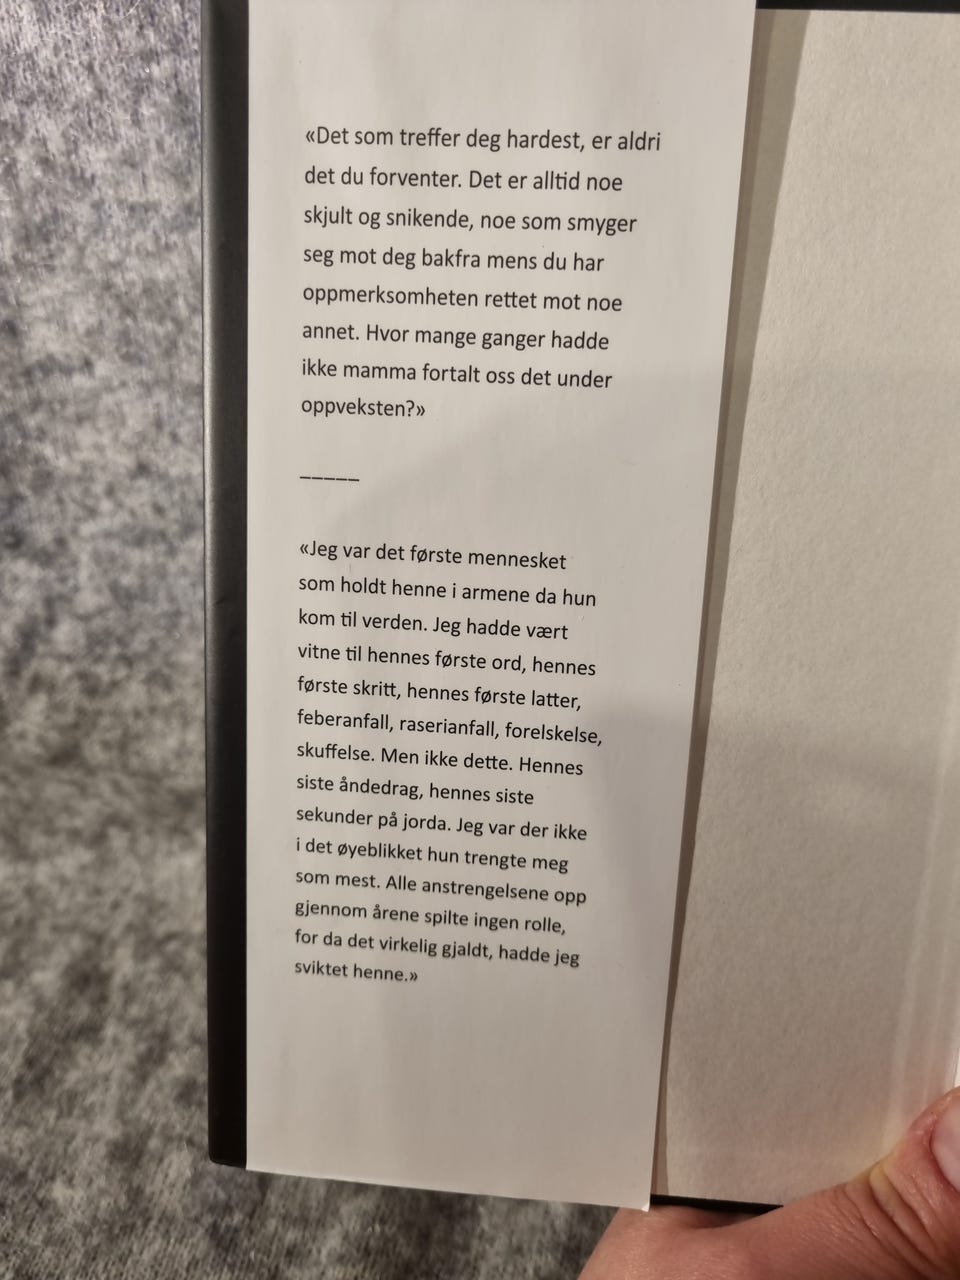 «Det som treffer deg hardest, er aldri
det du forventer. Det er alltid noe
skjult og snikende, noe som smyger
seg mot deg bakfra mens du har
oppmerksomheten rettet mot noe
annet. Hvor mange ganger hadde
ikke mamma fortalt oss det under
oppveksten?»
_____
«Jeg var det første mennesket
som holdt henne i armene da hun
kom til verden. Jeg hadde vært
vitne til hennes første ord, hennes
første skritt, hennes første latter,
feberanfall, raserianfall, forelskelse,
skuffelse. Men ikke dette. Hennes
siste åndedrag, hennes siste
sekunder på jorda. Jeg var der ikke
i det øyeblikket hun trengte meg
som mest. Alle anstrengelsene opp
gjennom årene spilte ingen rolle,
for da det virkelig gjaldt, hadde jeg
sviktet henne.»